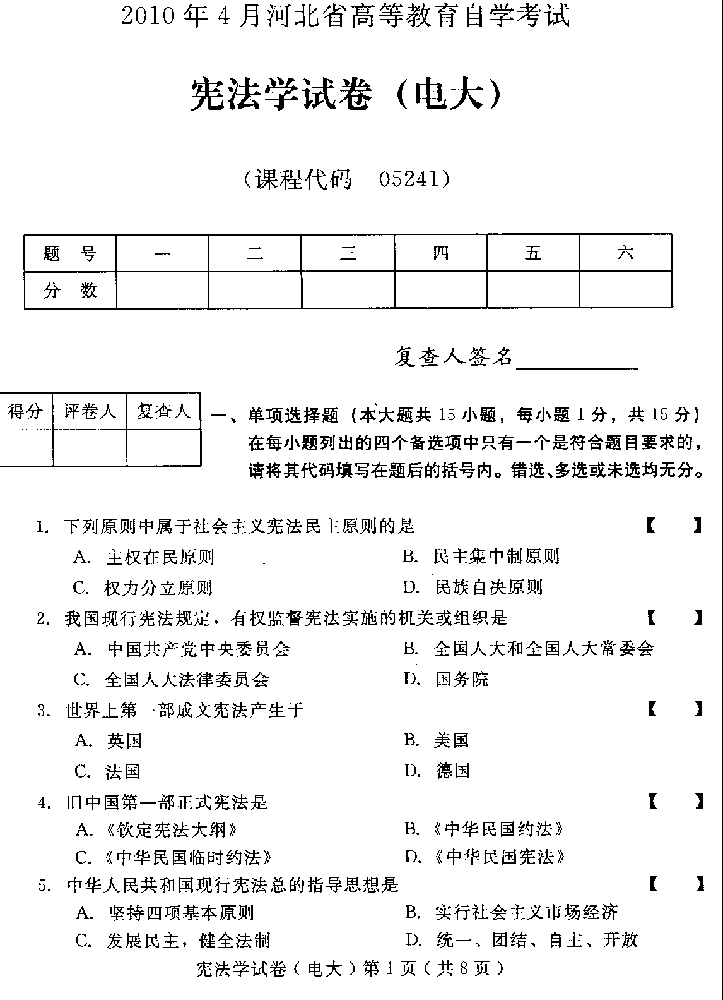 2010 年 4 月河北省高等教育自学考试
宪法学试卷（电大）
（课程代码 05241）
题 号 一 二 三 四 五 六
分 数
复查人签名
得分 评卷人 复查人
一、单项选择题（本大题共 15 小题，每小题 1 分，共 15 分）
在每小题列出的四个备选项中只有一个是符合题目要求的，
请将其代码填写在题后的括号内。错选、多选或未选均无分。
1. 下列原则中属于社会主义宪法民主原则的是 【 】
A. 主权在民原则 B. 民主集中制原则
C. 权力分立原则 D. 民族自决原则
2. 我国现行宪法规定，有权监督宪法实施的机关或组织是 【 】
A. 中国共产党中央委员会 B. 全国人大和全国人大常委会
C. 全国人大法律委员会 D. 国务院
3. 世界上第一部成文宪法产生于 【 】
A. 英国 B. 美国
C. 法国 D. 德国
4. 旧中国第一部正式宪法是 【 】
A.《钦定宪法大纲》 B.《中华民国约法》
C.《中华民国临时约法》 D.《中华民国宪法》
5. 中华人民共和国现行宪法总的指导思想是 【 】
A. 坚持四项基本原则 B. 实行社会主义市场经济
C. 发展民主，健全法制 D. 统一、团结、自主、开放
宪法学试卷（电大）第 1 页（共 8 页）